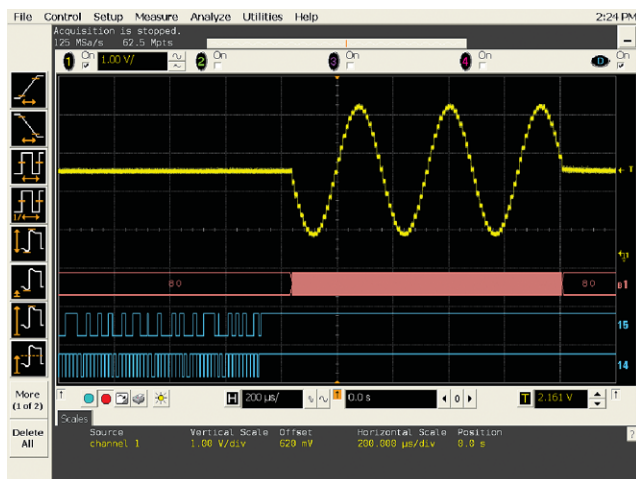 File Control Setup Measure Analyze Utilities Help 2:24 PM
Acquisition is stopped.
125 MSa/s 62.5 Mpts
1 On 1.00 V/ 2 On 3 On 4 On D On
T
80 80 B1
15
14
More
(1 of 2)
H 200 µs/ T 0.0 s 0 T 2.161 V T
Scales
Delete
All
Source Vertical Scale Offset Horizontal Scale Position
channel 1 1.00 V/div 620 mV 200.000 µs/div 0.0 s
?